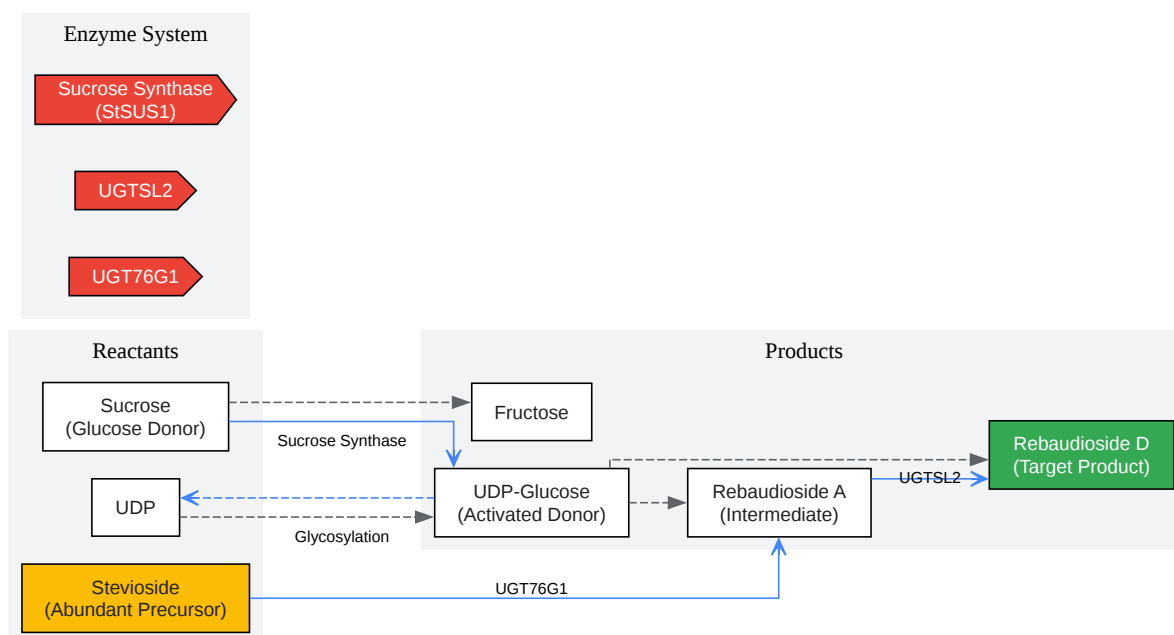 Enzyme System
Sucrose Synthase
(StSUS1)
UGTSL2
UGT76G1
Reactants
Products
Sucrose
(Glucose Donor)
Sucrose Synthase
Fructose
UDP
Glycosylation
UDP-Glucose
(Activated Donor)
Rebaudioside A
(Intermediate)
UGTSL2
Rebaudioside D
(Target Product)
Stevioside
(Abundant Precursor)
UGT76G1